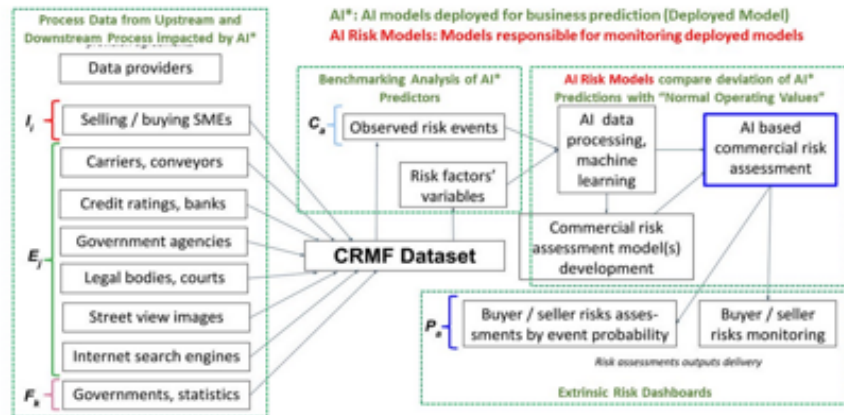 Process Data from Upstream and
Downstream Process impacted by AI*
Data providers
I_i
Selling / buying SMEs
Carriers, conveyors
Credit ratings, banks
Government agencies
E_j
Legal bodies, courts
Street view images
Internet search engines
F_k
Governments, statistics
AI*: AI models deployed for business prediction (Deployed Model)
AI Risk Models: Models responsible for monitoring deployed models
Benchmarking Analysis of AI*
Predictors
C_a
Observed risk events
Risk factors'
variables
CRMF Dataset
AI Risk Models compare deviation of AI*
Predictions with "Normal Operating Values"
AI data
processing,
machine
learning
AI based
commercial risk
assessment
Commercial risk
assessment model(s)
development
P_e
Buyer / seller risks asses-
sments by event probability
Buyer / seller
risks monitoring
Risk assessments outputs delivery
Extrinsic Risk Dashboards